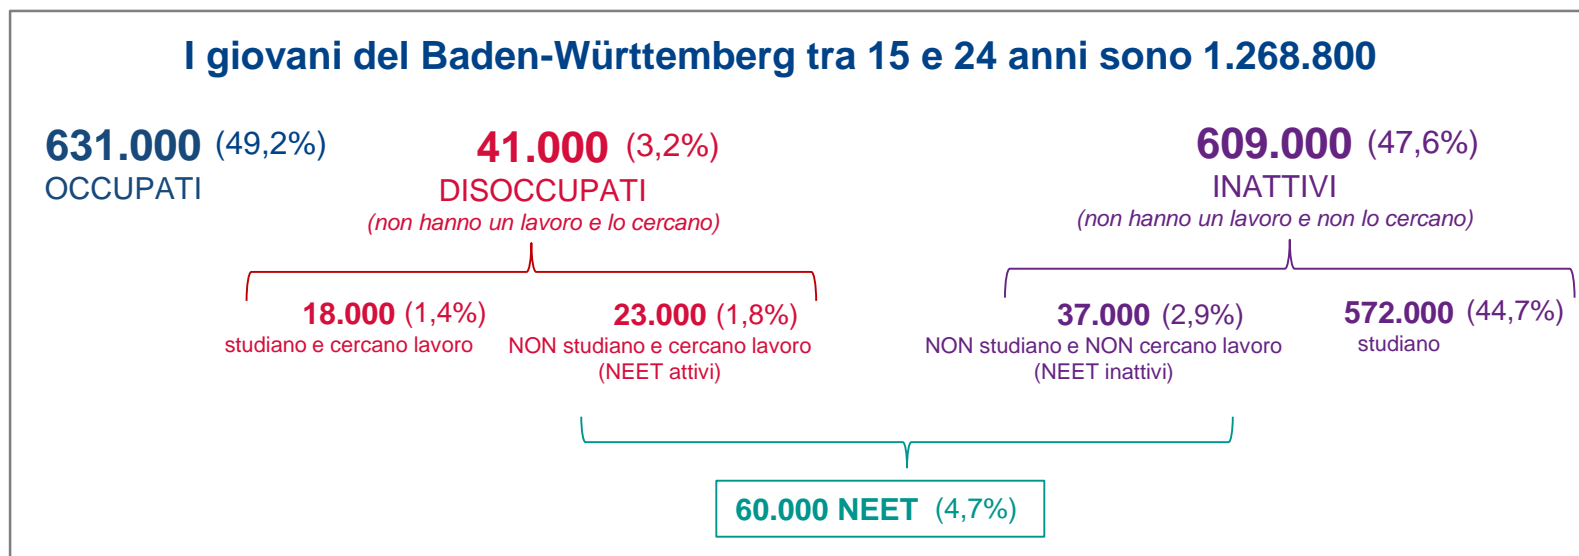 I giovani del Baden-Württemberg tra 15 e 24 anni sono 1.268.800
631.000 (49,2%)
OCCUPATI
41.000 (3,2%)
DISOCCUPATI
(non hanno un lavoro e lo cercano)
609.000 (47,6%)
INATTIVI
(non hanno un lavoro e non lo cercano)
18.000 (1,4%)
studiano e cercano lavoro
23.000 (1,8%)
NON studiano e cercano lavoro
(NEET attivi)
37.000 (2,9%)
NON studiano e NON cercano lavoro
(NEET inattivi)
572.000 (44,7%)
studiano
60.000 NEET (4,7%)